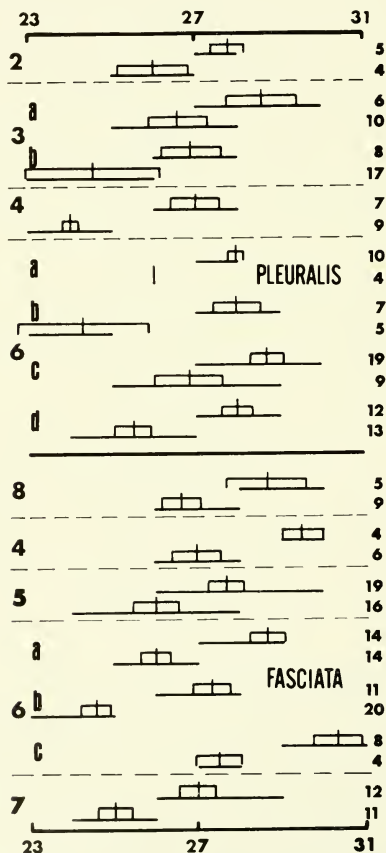 23 27 31
5
2 4
a 6
10
3
b 8
17
4 7
9
a 10
PLEURALIS 4
b 7
5
6
c 19
9
d 12
13
8 5
9
4 4
6
5 19
16
a 14
14
FASCIATA
6 b 11
20
c 8
4
7 12
11
23 27 31